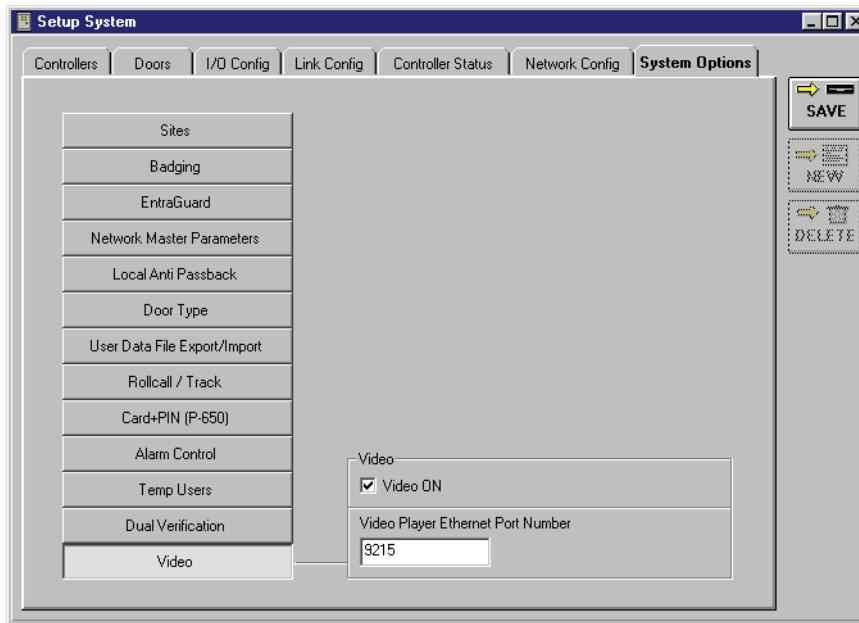 Setup System
Controllers Doors I/O Config Link Config Controller Status Network Config System Options
SAVE
NEW
DELETE
Sites
Badging
EntraGuard
Network Master Parameters
Local Anti Passback
Door Type
User Data File Export/Import
Rollcall / Track
Card+PIN (P-650)
Alarm Control
Temp Users
Dual Verification
Video
Video
Video ON
Video Player Ethernet Port Number
9215